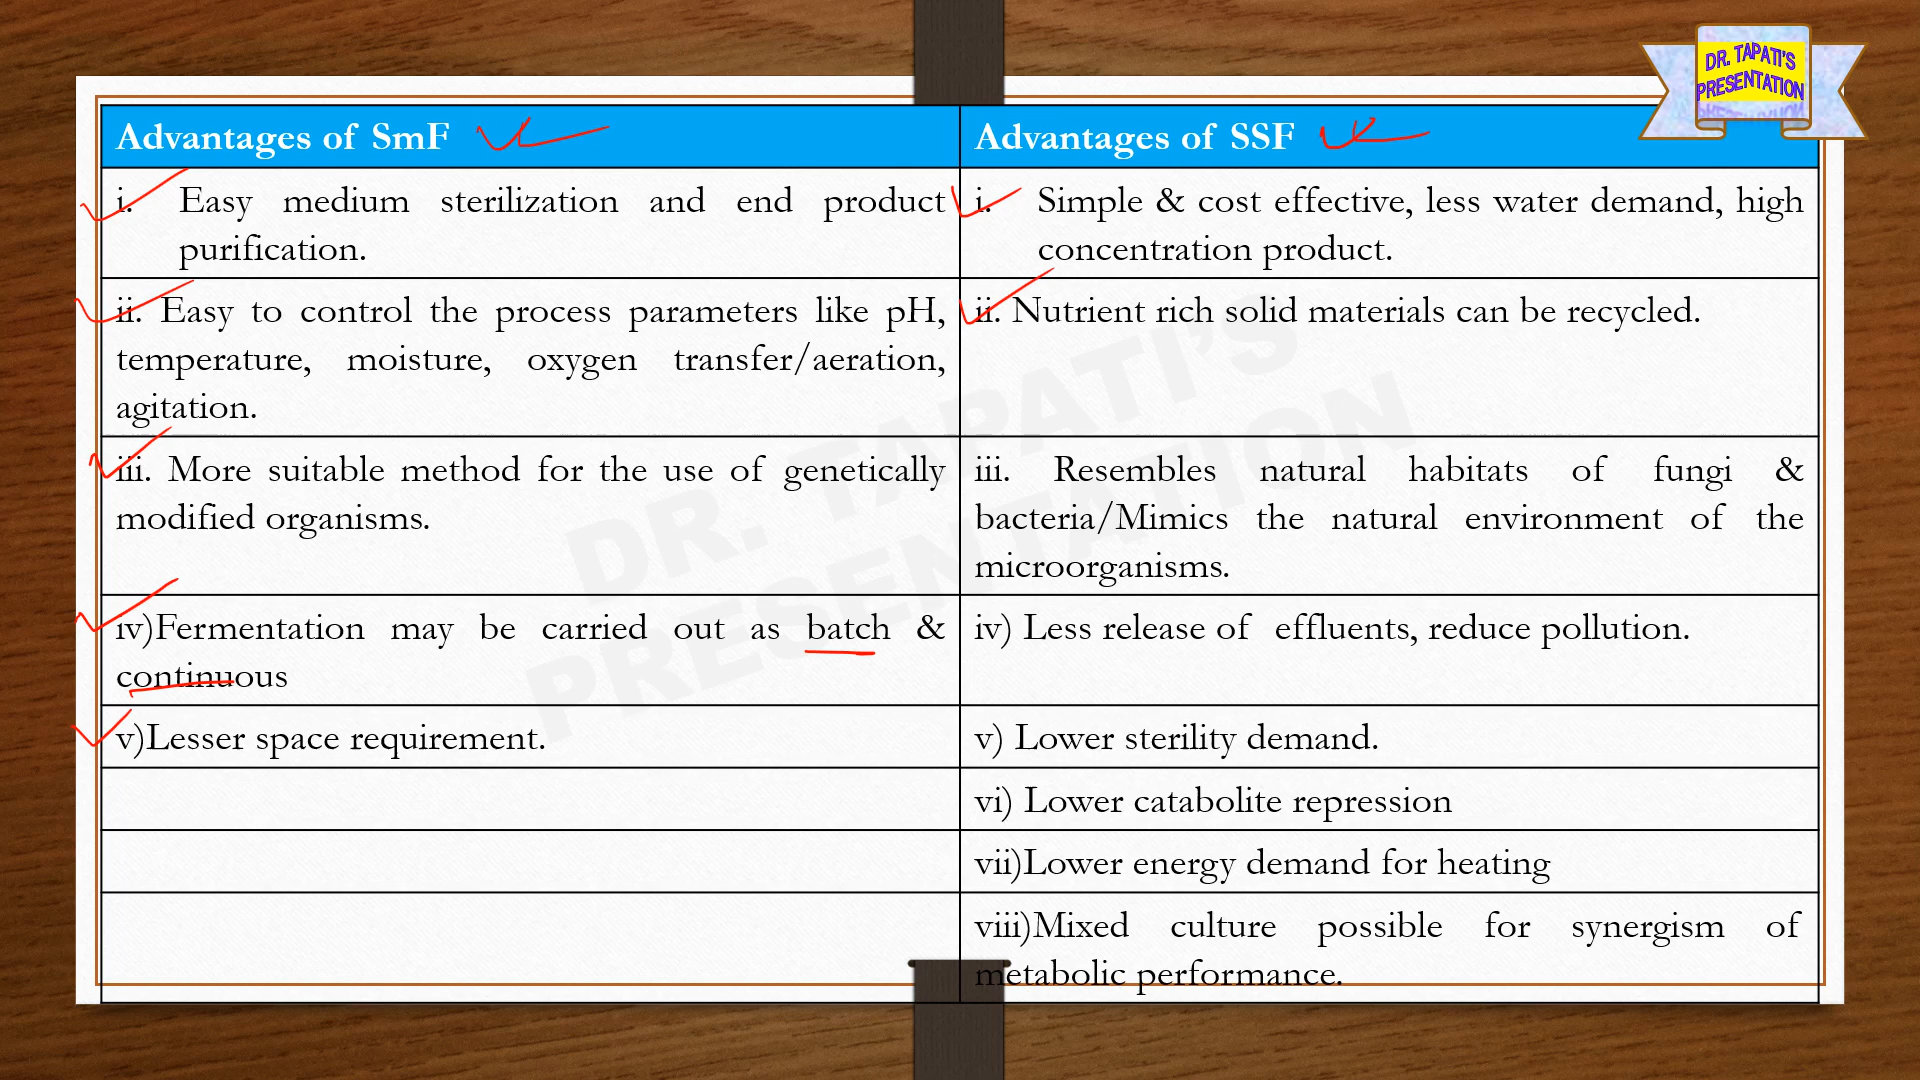 DR. TAPATI'S
PRESENTATION
Advantages of SmF
Advantages of SSF
i. Easy medium sterilization and end product
purification.
i. Simple & cost effective, less water demand, high
concentration product.
ii. Easy to control the process parameters like pH,
temperature, moisture, oxygen transfer/aeration,
agitation.
ii. Nutrient rich solid materials can be recycled.
iii. More suitable method for the use of genetically
modified organisms.
iii. Resembles natural habitats of fungi &
bacteria/Mimics the natural environment of the
microorganisms.
iv)Fermentation may be carried out as batch &
continuous
iv) Less release of effluents, reduce pollution.
v)Lesser space requirement.
v) Lower sterility demand.
vi) Lower catabolite repression
vii)Lower energy demand for heating
viii)Mixed culture possible for synergism of
metabolic performance.
DR. TAPATI'S
PRESENTATION